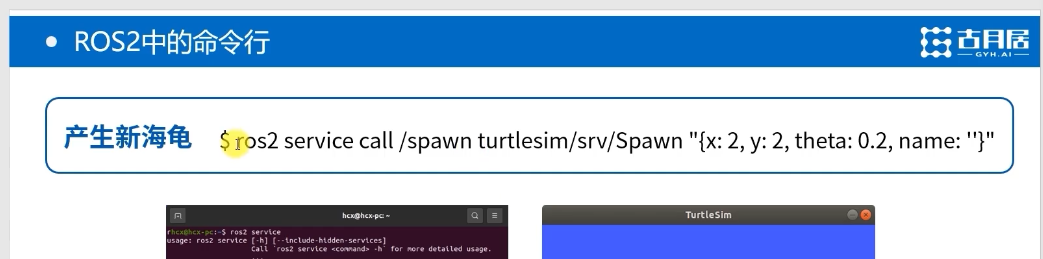 ROS2中的命令行
古月居
GYH.AI
产生新海龟 $ ros2 service call /spawn turtlesim/srv/Spawn "{x: 2, y: 2, theta: 0.2, name: ''}"
hcx@hcx-pc: ~
rhcx@hcx-pc:~$ ros2 service
usage: ros2 service [-h] [--include-hidden-services]
Call `ros2 service <command> -h` for more detailed usage.
...
TurtleSim